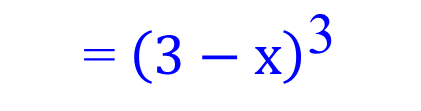 = (3 − x)³